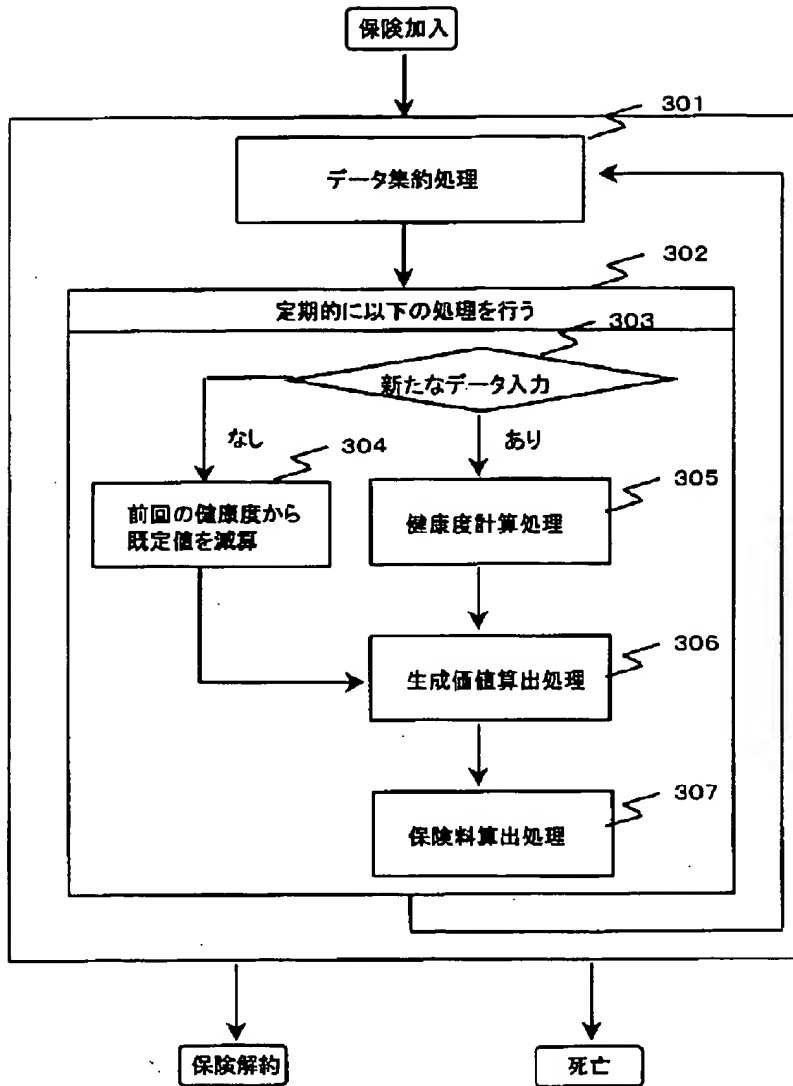 保険加入
301
データ集約処理
302
定期的に以下の処理を行う
303
新たなデータ入力
なし
304
あり
305
前回の健康度から
既定値を減算
健康度計算処理
306
生成価値算出処理
307
保険料算出処理
保険解約
死亡